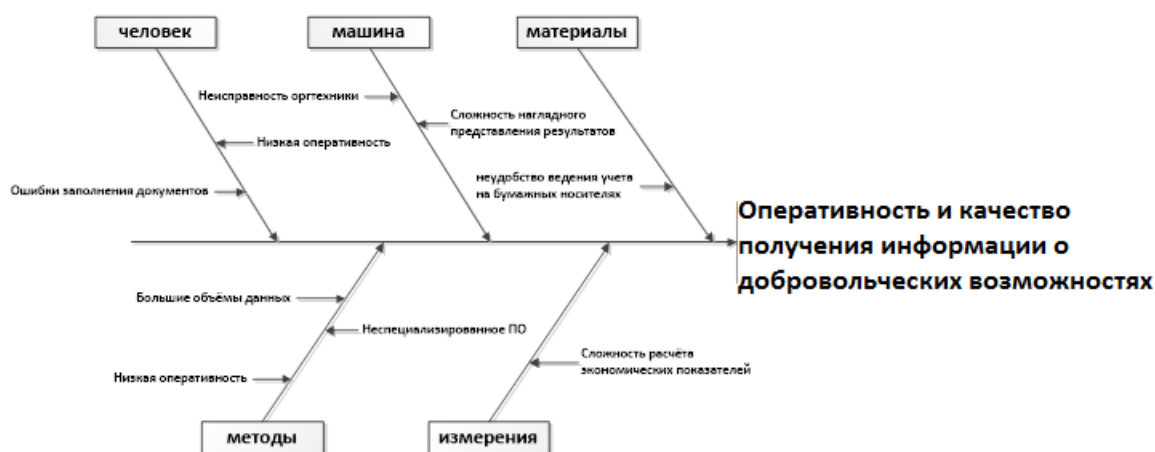 человек
машина
материалы
Неисправность оргтехники
Сложность наглядного
представления результатов
Низкая оперативность
неудобство ведения учета
на бумажных носителях
Ошибки заполнения документов
Оперативность и качество
получения информации о
добровольческих возможностях
Большие объёмы данных
Неспециализированное ПО
Сложность расчёта
экономических показателей
Низкая оперативность
методы
измерения